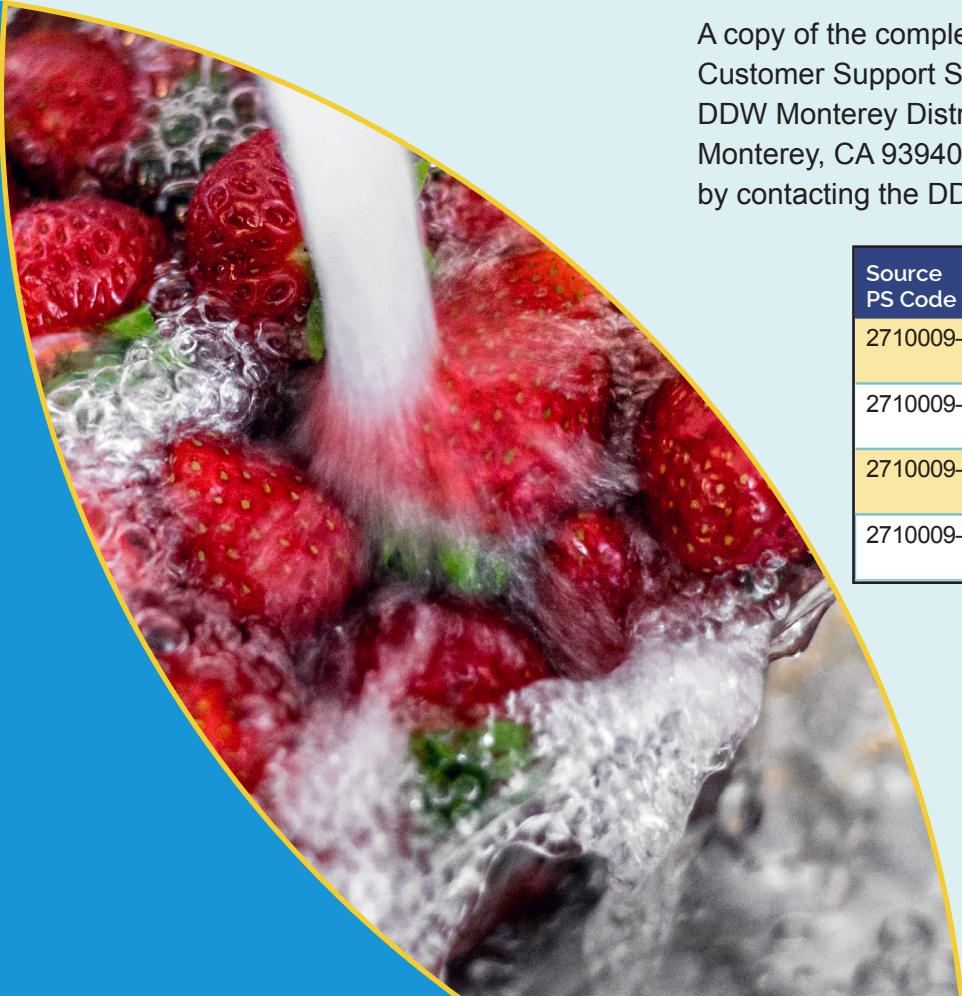 A copy of the comple
Customer Support S
DDW Monterey Distr
Monterey, CA 93940
by contacting the DD
Source
PS Code
2710009-
2710009-
2710009-
2710009-